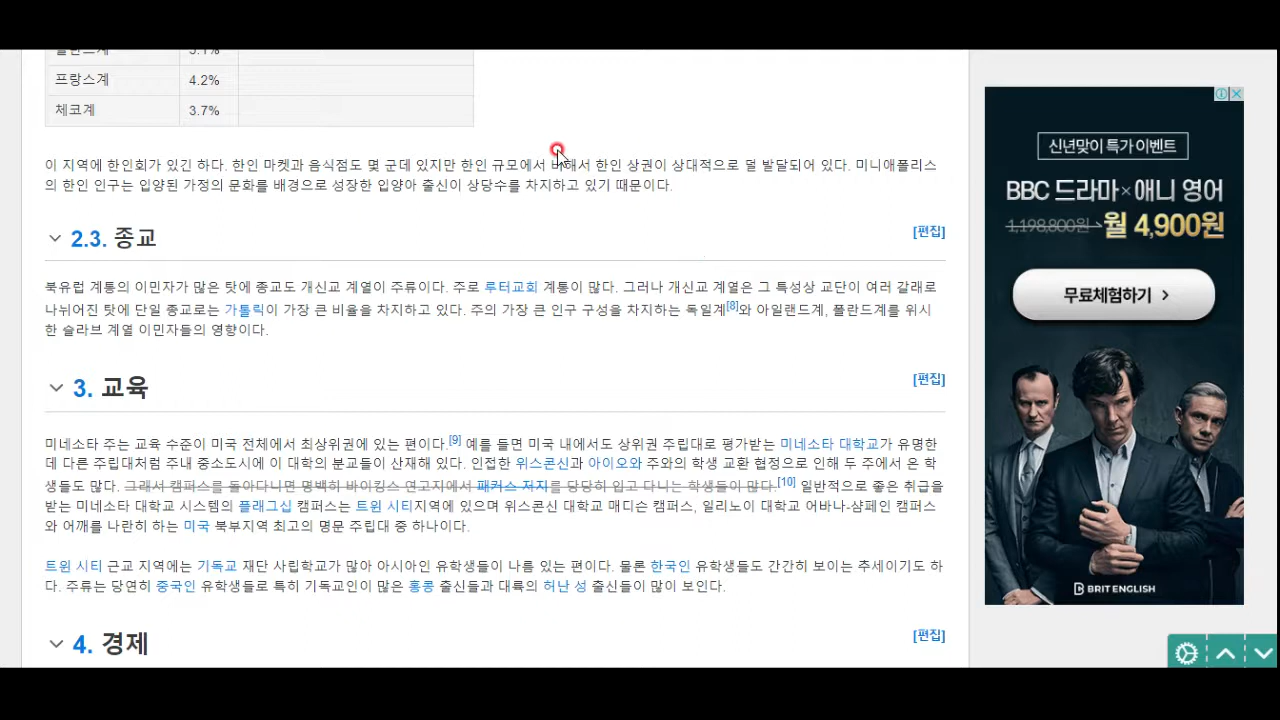 프랑스계 4.2%
체코계 3.7%
이 지역에 한인회가 있긴 하다. 한인 마켓과 음식점도 몇 군데 있지만 한인 규모에서 비해서 한인 상권이 상대적으로 덜 발달되어 있다. 미니애폴리스
의 한인 인구는 입양된 가정의 문화를 배경으로 성장한 입양아 출신이 상당수를 차지하고 있기 때문이다.
2.3. 종교 [편집]
북유럽 계통의 이민자가 많은 탓에 종교도 개신교 계열이 주류이다. 주로 루터교회 계통이 많다. 그러나 개신교 계열은 그 특성상 교단이 여러 갈래로
나뉘어진 탓에 단일 종교로는 가톨릭이 가장 큰 비율을 차지하고 있다. 주의 가장 큰 인구 구성을 차지하는 독일계[8]와 아일랜드계, 폴란드계를 위시
한 슬라브 계열 이민자들의 영향이다.
3. 교육 [편집]
미네소타 주는 교육 수준이 미국 전체에서 최상위권에 있는 편이다.[9] 예를 들면 미국 내에서도 상위권 주립대로 평가받는 미네소타 대학교가 유명한
데 다른 주립대처럼 주내 중소도시에 이 대학의 분교들이 산재해 있다. 인접한 위스콘신과 아이오와 주와의 학생 교환 협정으로 인해 두 주에서 온 학
생들도 많다. 그래서 캠퍼스를 돌아다니면 명백히 바이킹스 연고지에서 패커스 저지를 당당히 입고 다니는 학생들이 많다.[10] 일반적으로 좋은 취급을
받는 미네소타 대학교 시스템의 플래그십 캠퍼스는 트윈 시티지역에 있으며 위스콘신 대학교 매디슨 캠퍼스, 일리노이 대학교 어바나-샴페인 캠퍼스
와 어깨를 나란히 하는 미국 북부지역 최고의 명문 주립대 중 하나이다.
트윈 시티 근교 지역에는 기독교 재단 사립학교가 많아 아시아인 유학생들이 나름 있는 편이다. 물론 한국인 유학생들도 간간히 보이는 추세이기도 하
다. 주류는 당연히 중국인 유학생들로 특히 기독교인이 많은 홍콩 출신들과 대륙의 허난 성 출신들이 많이 보인다.
4. 경제 [편집]
신년맞이 특가 이벤트
BBC 드라마×애니 영어
1,198,800원→월 4,900원
무료체험하기 >
BRIT ENGLISH